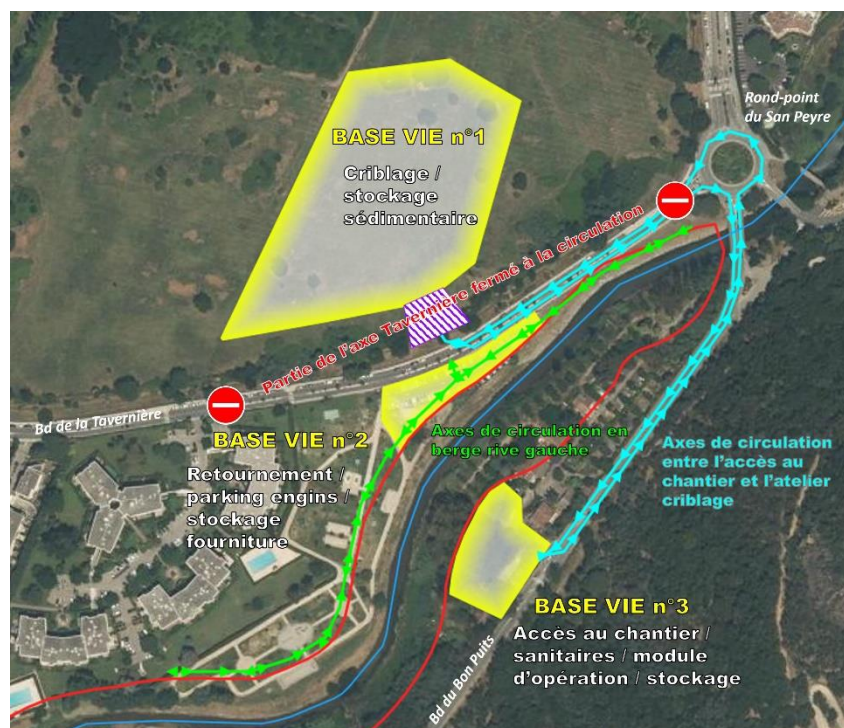 Rond-point
du San Peyre
BASE VIE n°1
Criblage /
stockage
sédimentaire
Partie de l'axe Tavernière fermé à la circulation
Bd de la Tavernière
BASE VIE n°2
Retournement /
parking engins /
stockage
fourniture
Axes de circulation en
berge rive gauche
Axes de circulation
entre l'accès au
chantier et l'atelier
criblage
BASE VIE n°3
Accès au chantier /
sanitaires / module
d'opération / stockage
Bd du Bon Puits